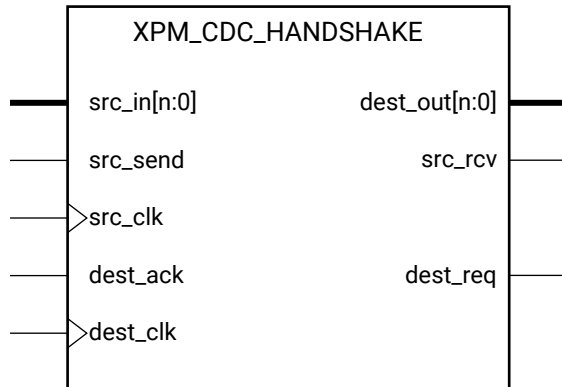 XPM_CDC_HANDSHAKE
src_in[n:0] dest_out[n:0]
src_send src_rcv
src_clk
dest_ack dest_req
dest_clk